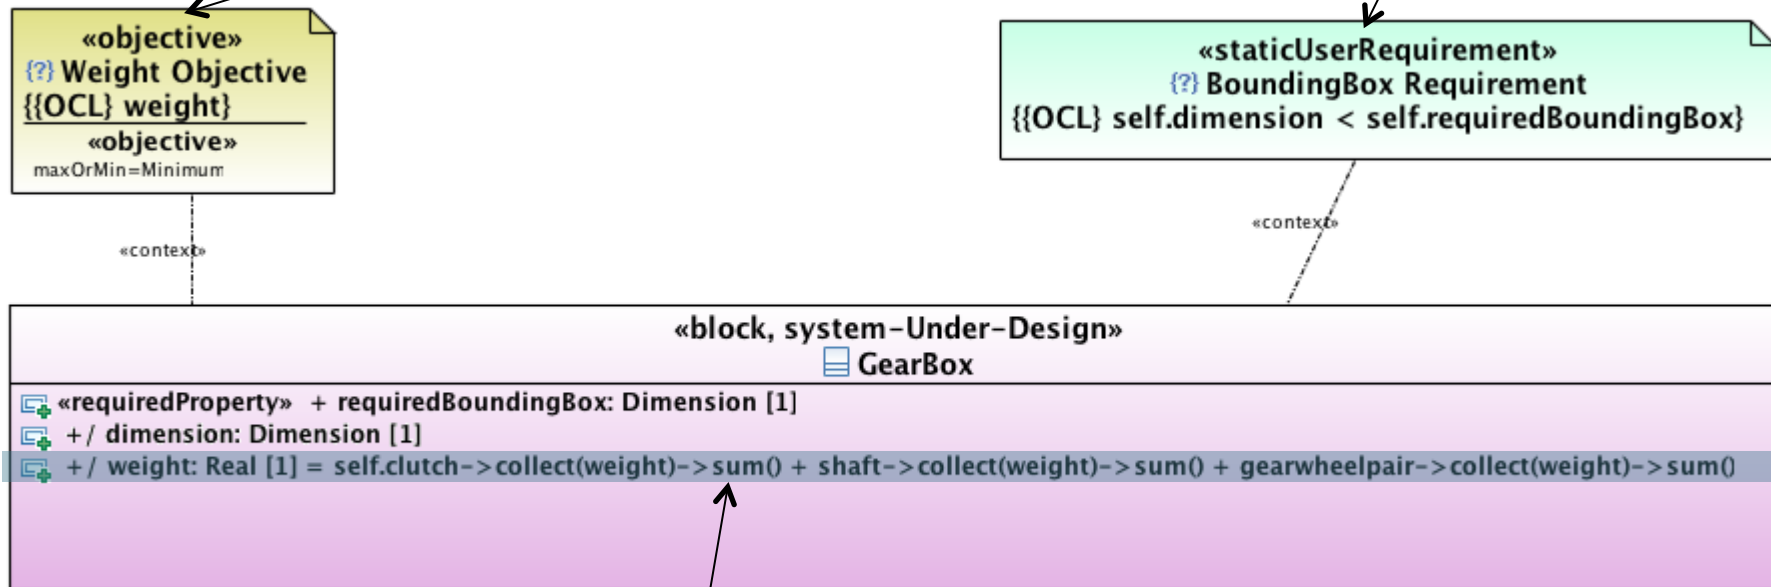 «objective»
{?} Weight Objective
{{OCL} weight}
«objective»
maxOrMin=Minimum
«staticUserRequirement»
{?} BoundingBox Requirement
{{OCL} self.dimension < self.requiredBoundingBox}
«context»
«context»
«block, system-Under-Design»
GearBox
«requiredProperty» + requiredBoundingBox: Dimension [1]
+/ dimension: Dimension [1]
+/ weight: Real [1] = self.clutch->collect(weight)->sum() + shaft->collect(weight)->sum() + gearwheelpair->collect(weight)->sum()